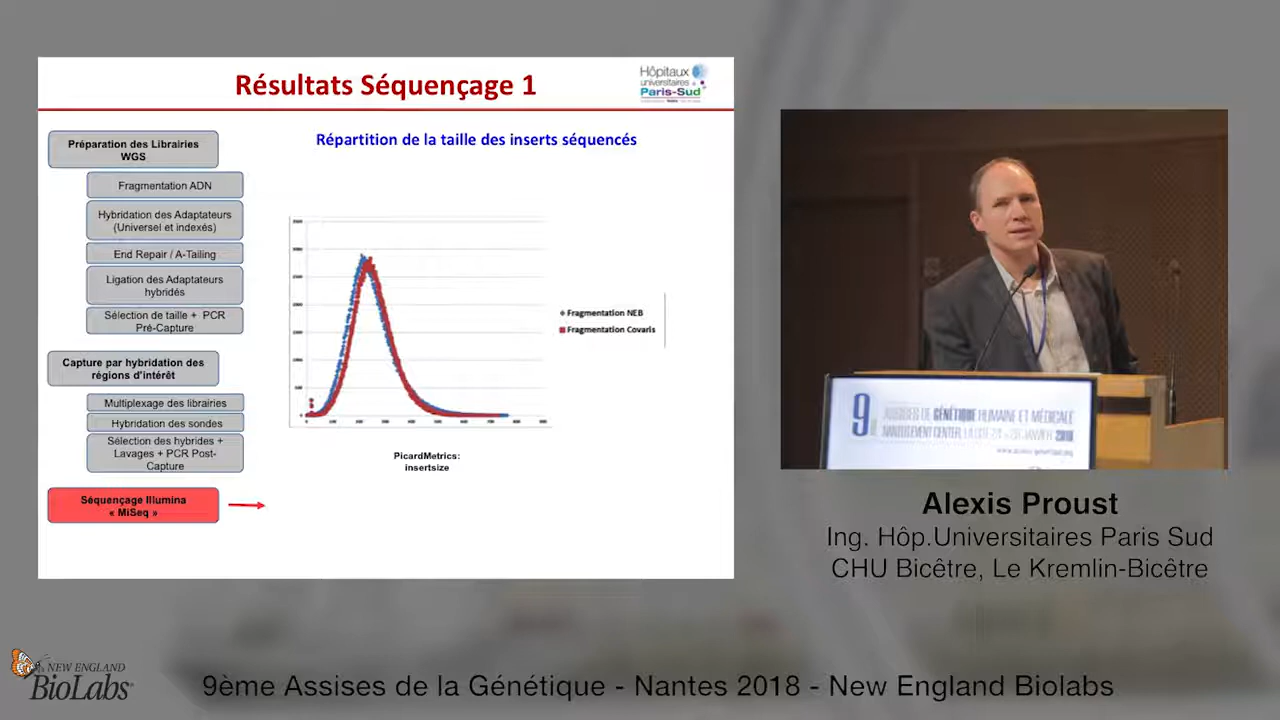 Résultats Séquençage 1
Hôpitaux
universitaires
Paris-Sud
Préparation des Librairies
WGS
Fragmentation ADN
Hybridation des Adaptateurs
(Universel et indexés)
End Repair / A-Tailing
Ligation des Adaptateurs
hybridés
Sélection de taille + PCR
Pré-Capture
Capture par hybridation des
régions d'intérêt
Multiplexage des librairies
Hybridation des sondes
Sélection des hybrides +
Lavages + PCR Post-
Capture
Séquençage Illumina
« MiSeq »
Répartition de la taille des inserts séquencés
Fragmentation NEB
Fragmentation Covaris
PicardMetrics:
insertsize
9
ASSISES DE GÉNÉTIQUE HUMAINE ET MÉDICALE
Alexis Proust
Ing. Hôp.Universitaires Paris Sud
CHU Bicêtre, Le Kremlin-Bicêtre
NEW ENGLAND
BioLabs
9ème Assises de la Génétique - Nantes 2018 - New England Biolabs